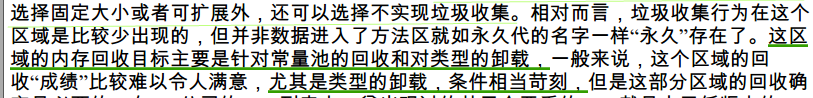 选择固定大小或者可扩展外，还可以选择不实现垃圾收集。相对而言，垃圾收集行为在这个
区域是比较少出现的，但并非数据进入了方法区就如永久代的名字一样“永久”存在了。这区
域的内存回收目标主要是针对常量池的回收和对类型的卸载，一般来说，这个区域的回
收“成绩”比较难以令人满意，尤其是类型的卸载，条件相当苛刻，但是这部分区域的回收确